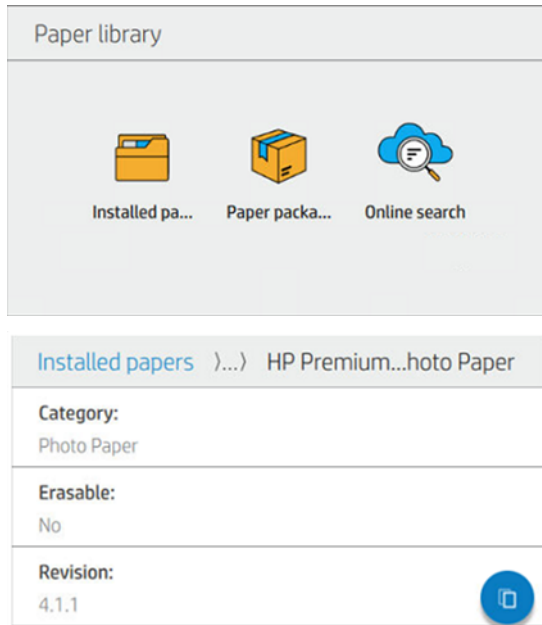 Paper library
Installed pa... Paper packa... Online search
Installed papers 〉...〉 HP Premium...hoto Paper
Category:
Photo Paper
Erasable:
No
Revision:
4.1.1